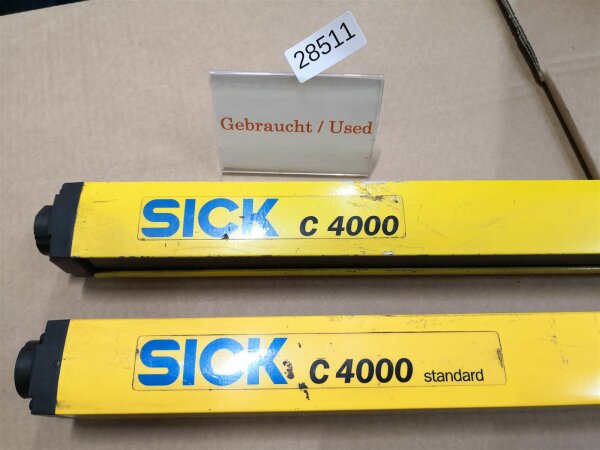 28511
Gebraucht / Used
SICK C 4000
SICK C 4000 standard